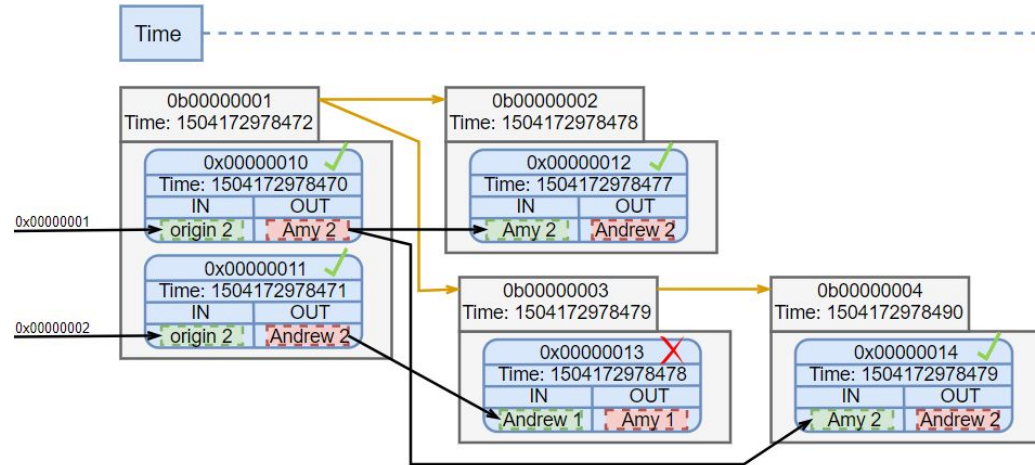 Time
0b00000001
Time: 1504172978472
0x00000010
Time: 1504172978470
IN OUT
0x00000001
origin 2 Amy 2
0x00000011
Time: 1504172978471
IN OUT
0x00000002
origin 2 Andrew 2
0b00000002
Time: 1504172978478
0x00000012
Time: 1504172978477
IN OUT
Amy 2 Andrew 2
0b00000003
Time: 1504172978479
0x00000013
Time: 1504172978478
IN OUT
Andrew 1 Amy 1
0b00000004
Time: 1504172978490
0x00000014
Time: 1504172978479
IN OUT
Amy 2 Andrew 2